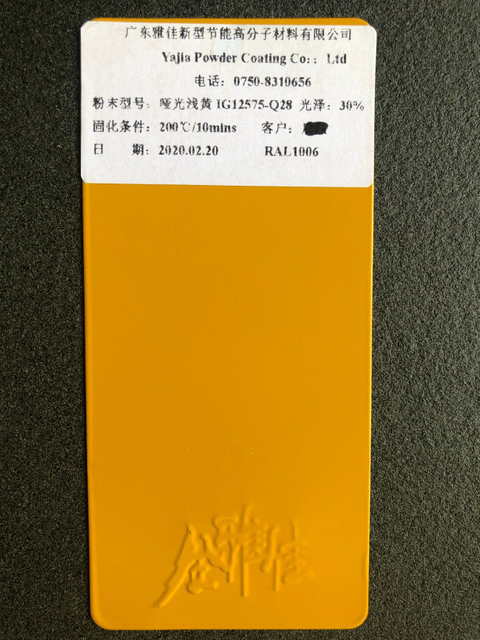 广东雅佳新型节能高分子材料有限公司
Yajia Powder Coating Co:; Ltd
电话: 0750-8310656
粉末型号: 哑光浅黄 IG12575-Q28 光泽: 30%
固化条件: 200℃/10mins 客户:
日 期: 2020.02.20 RAL1006
雅佳